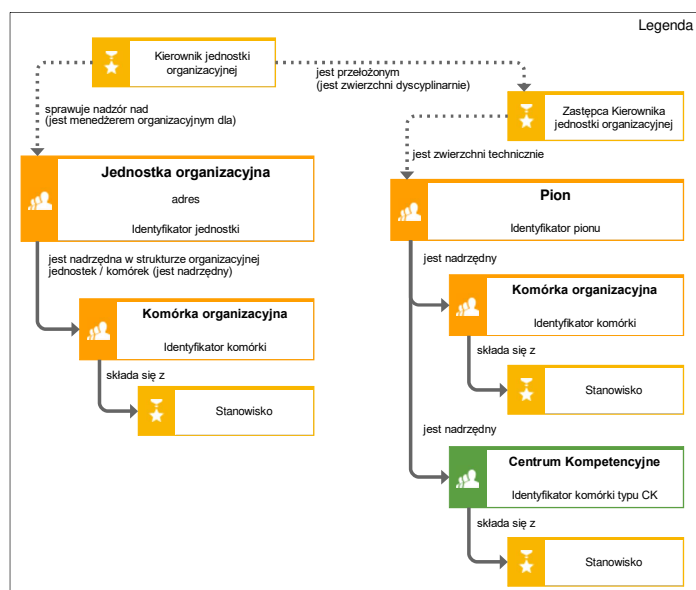 Legenda
Kierownik jednostki
organizacyjnej
jest przełożonym
(jest zwierzchni dyscyplinarnie)
sprawuje nadzór nad
(jest menedżerem organizacyjnym dla)
Zastępca Kierownika
jednostki organizacyjnej
jest zwierzchni technicznie
Jednostka organizacyjna
adres
Identyfikator jednostki
Pion
Identyfikator pionu
jest nadrzędna w strukturze organizacyjnej
jednostek / komórek (jest nadrzędny)
jest nadrzędny
Komórka organizacyjna
Identyfikator komórki
Komórka organizacyjna
Identyfikator komórki
składa się z
Stanowisko
składa się z
Stanowisko
jest nadrzędny
Centrum Kompetencyjne
Identyfikator komórki typu CK
składa się z
Stanowisko